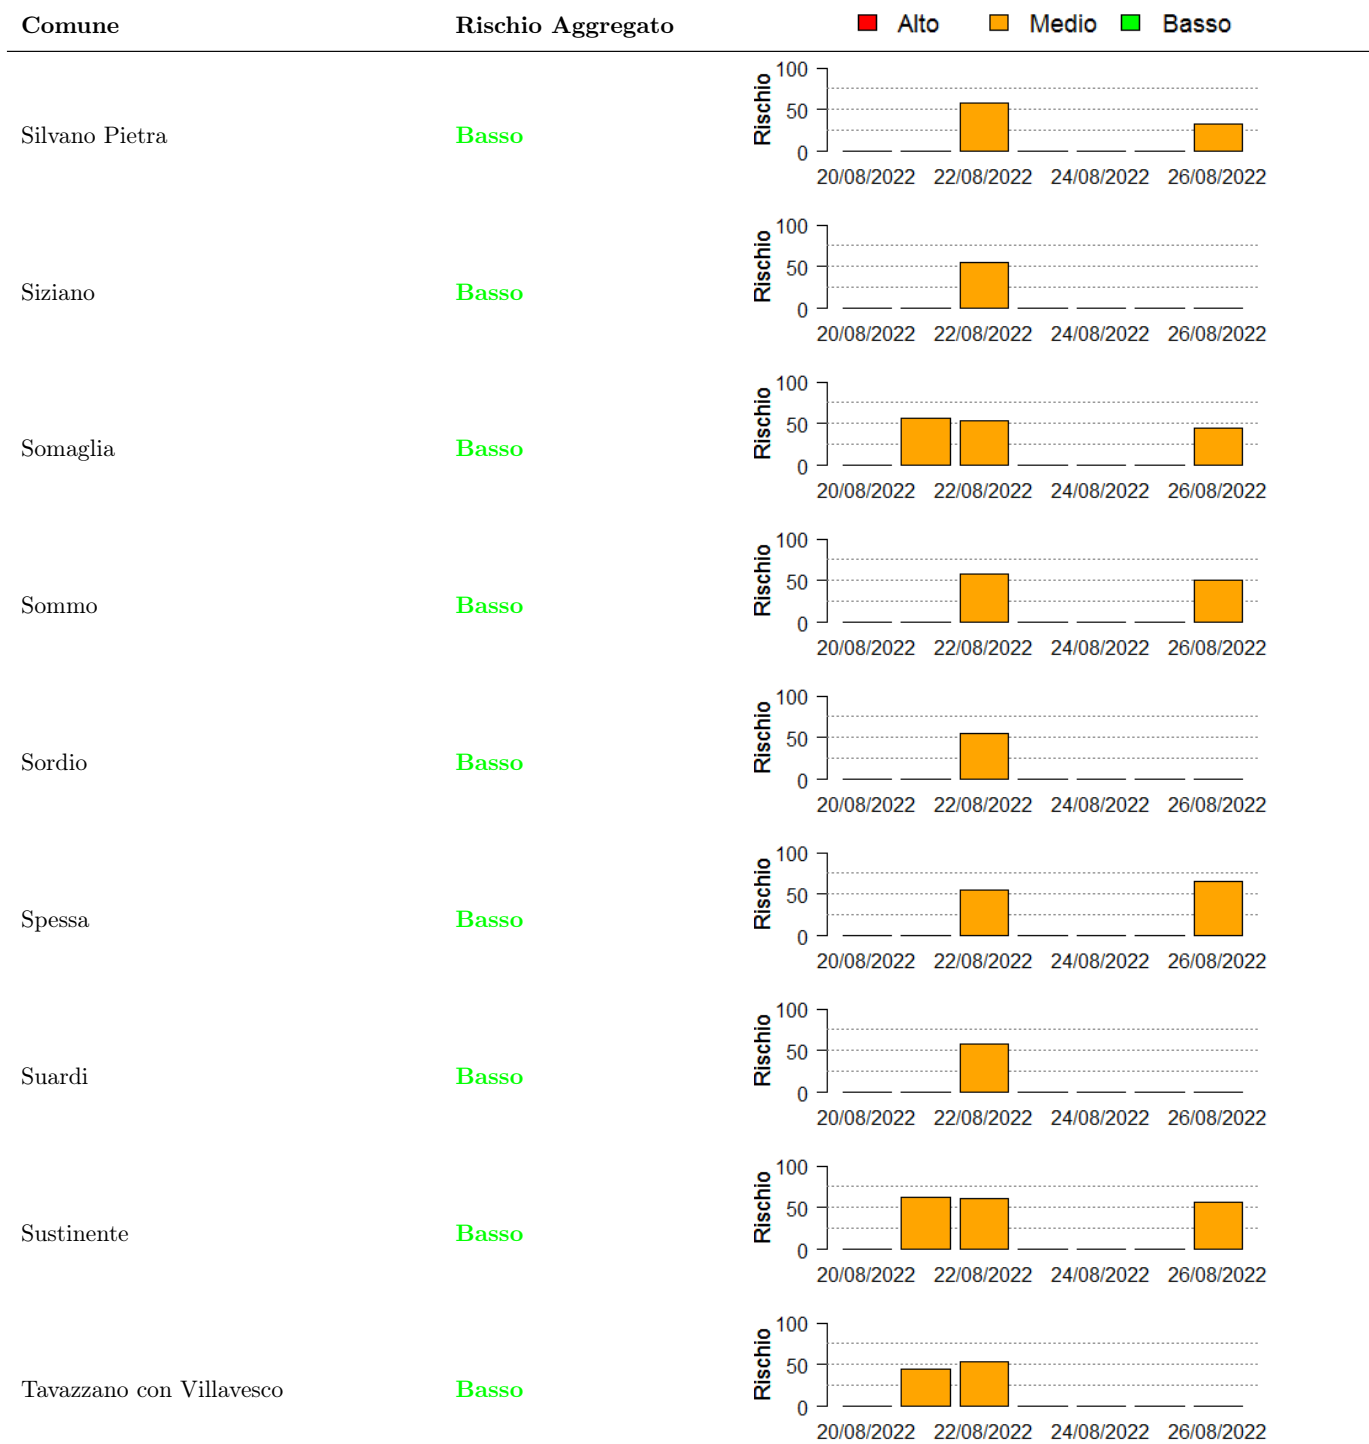 Comune Rischio Aggregato Alto Medio Basso
100
50
0
Rischio
Silvano Pietra Basso
20/08/2022 22/08/2022 24/08/2022 26/08/2022
100
50
0
Rischio
Siziano Basso
20/08/2022 22/08/2022 24/08/2022 26/08/2022
100
50
0
Rischio
Somaglia Basso
20/08/2022 22/08/2022 24/08/2022 26/08/2022
100
50
0
Rischio
Sommo Basso
20/08/2022 22/08/2022 24/08/2022 26/08/2022
100
50
0
Rischio
Sordio Basso
20/08/2022 22/08/2022 24/08/2022 26/08/2022
100
50
0
Rischio
Spessa Basso
20/08/2022 22/08/2022 24/08/2022 26/08/2022
100
50
0
Rischio
Suardi Basso
20/08/2022 22/08/2022 24/08/2022 26/08/2022
100
50
0
Rischio
Sustinente Basso
20/08/2022 22/08/2022 24/08/2022 26/08/2022
100
50
0
Rischio
Tavazzano con Villavesco Basso
20/08/2022 22/08/2022 24/08/2022 26/08/2022